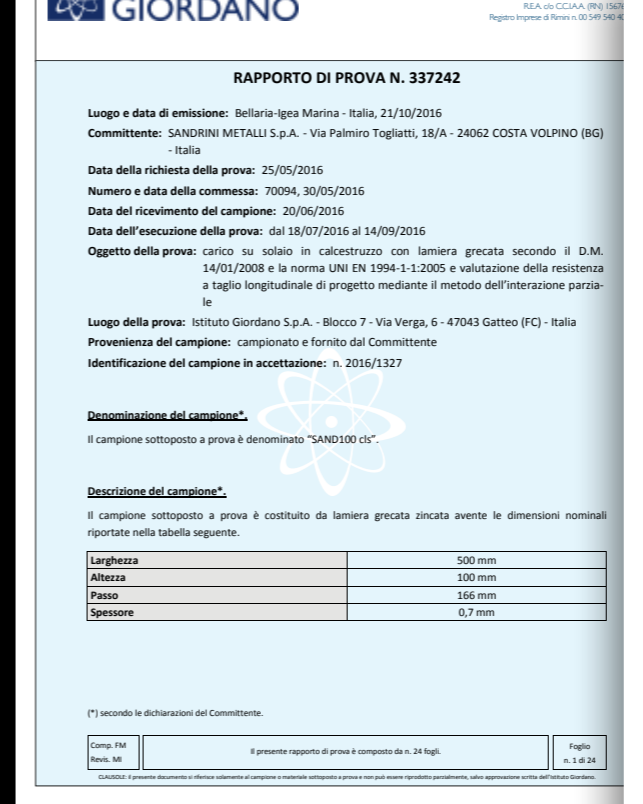 GIORDANO
R.E.A. c/o C.C.I.A.A. (RN) 15676
Registro Imprese di Rimini n. 00 549 540 40
RAPPORTO DI PROVA N. 337242
Luogo e data di emissione: Bellaria-Igea Marina - Italia, 21/10/2016
Committente: SANDRINI METALLI S.p.A. - Via Palmiro Togliatti, 18/A - 24062 COSTA VOLPINO (BG)
- Italia
Data della richiesta della prova: 25/05/2016
Numero e data della commessa: 70094, 30/05/2016
Data del ricevimento del campione: 20/06/2016
Data dell'esecuzione della prova: dal 18/07/2016 al 14/09/2016
Oggetto della prova: carico su solaio in calcestruzzo con lamiera grecata secondo il D.M.
14/01/2008 e la norma UNI EN 1994-1-1:2005 e valutazione della resistenza
a taglio longitudinale di progetto mediante il metodo dell'interazione parzia-
le
Luogo della prova: Istituto Giordano S.p.A. - Blocco 7 - Via Verga, 6 - 47043 Gatteo (FC) - Italia
Provenienza del campione: campionato e fornito dal Committente
Identificazione del campione in accettazione: n. 2016/1327
Denominazione del campione*.
Il campione sottoposto a prova è denominato "SAND100 cls".
Descrizione del campione*.
Il campione sottoposto a prova è costituito da lamiera grecata zincata avente le dimensioni nominali
riportate nella tabella seguente.
Larghezza 500 mm
Altezza 100 mm
Passo 166 mm
Spessore 0,7 mm
(*) secondo le dichiarazioni del Committente.
Comp. FM
Revis. MI
Il presente rapporto di prova è composto da n. 24 fogli.
Foglio
n. 1 di 24
CLAUSOLE: il presente documento si riferisce solamente al campione o materiale sottoposto a prova e non può essere riprodotto parzialmente, salvo approvazione scritta dell'Istituto Giordano.